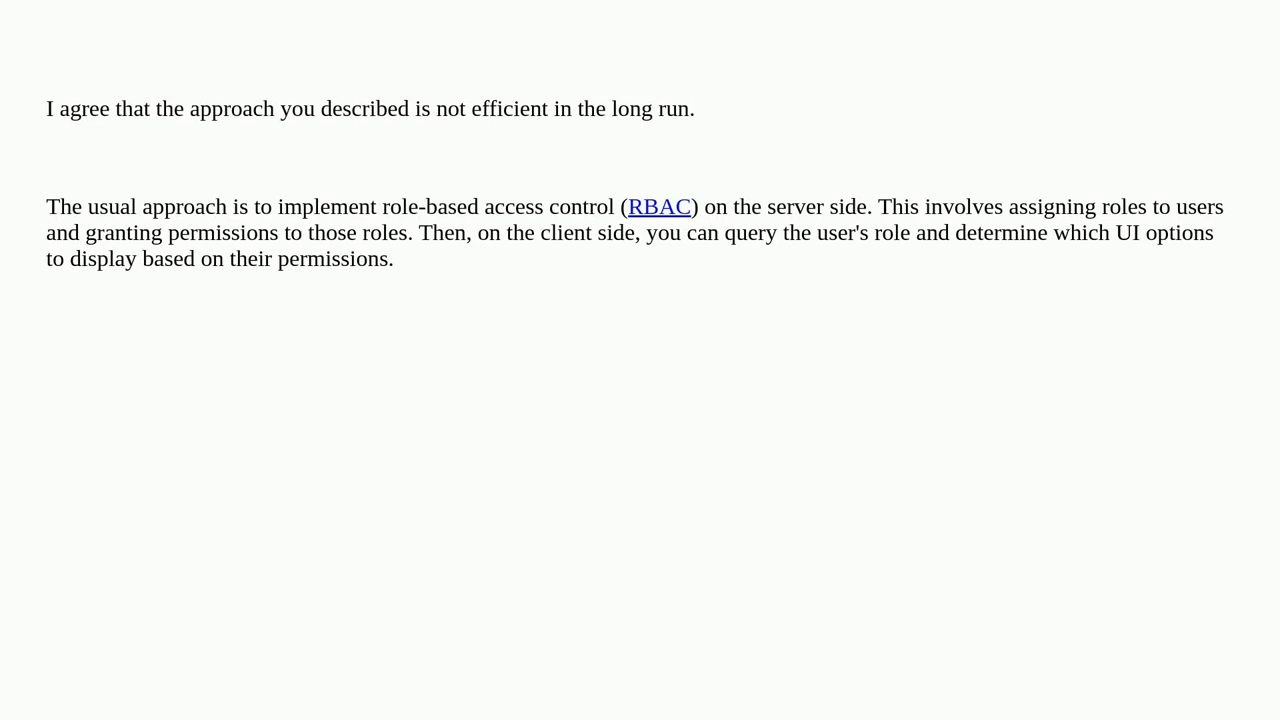 I agree that the approach you described is not efficient in the long run.
The usual approach is to implement role-based access control (RBAC) on the server side. This involves assigning roles to users
and granting permissions to those roles. Then, on the client side, you can query the user's role and determine which UI options
to display based on their permissions.